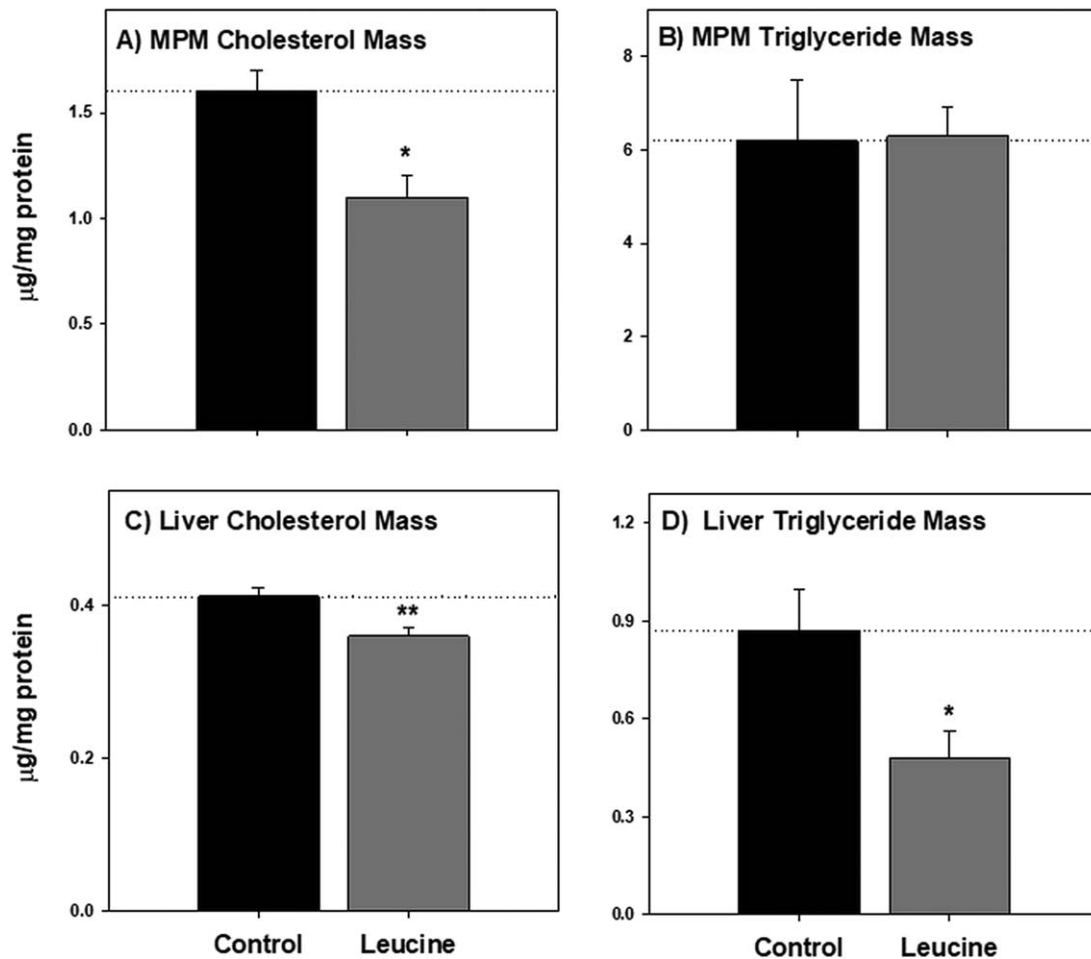 A) MPM Cholesterol Mass
μg/mg protein
1.5
1.0
0.5
0.0
*
B) MPM Triglyceride Mass
8
6
4
2
0
C) Liver Cholesterol Mass
μg/mg protein
0.4
0.2
0.0
**
Control
Leucine
D) Liver Triglyceride Mass
1.2
0.9
0.6
0.3
0.0
*
Control
Leucine